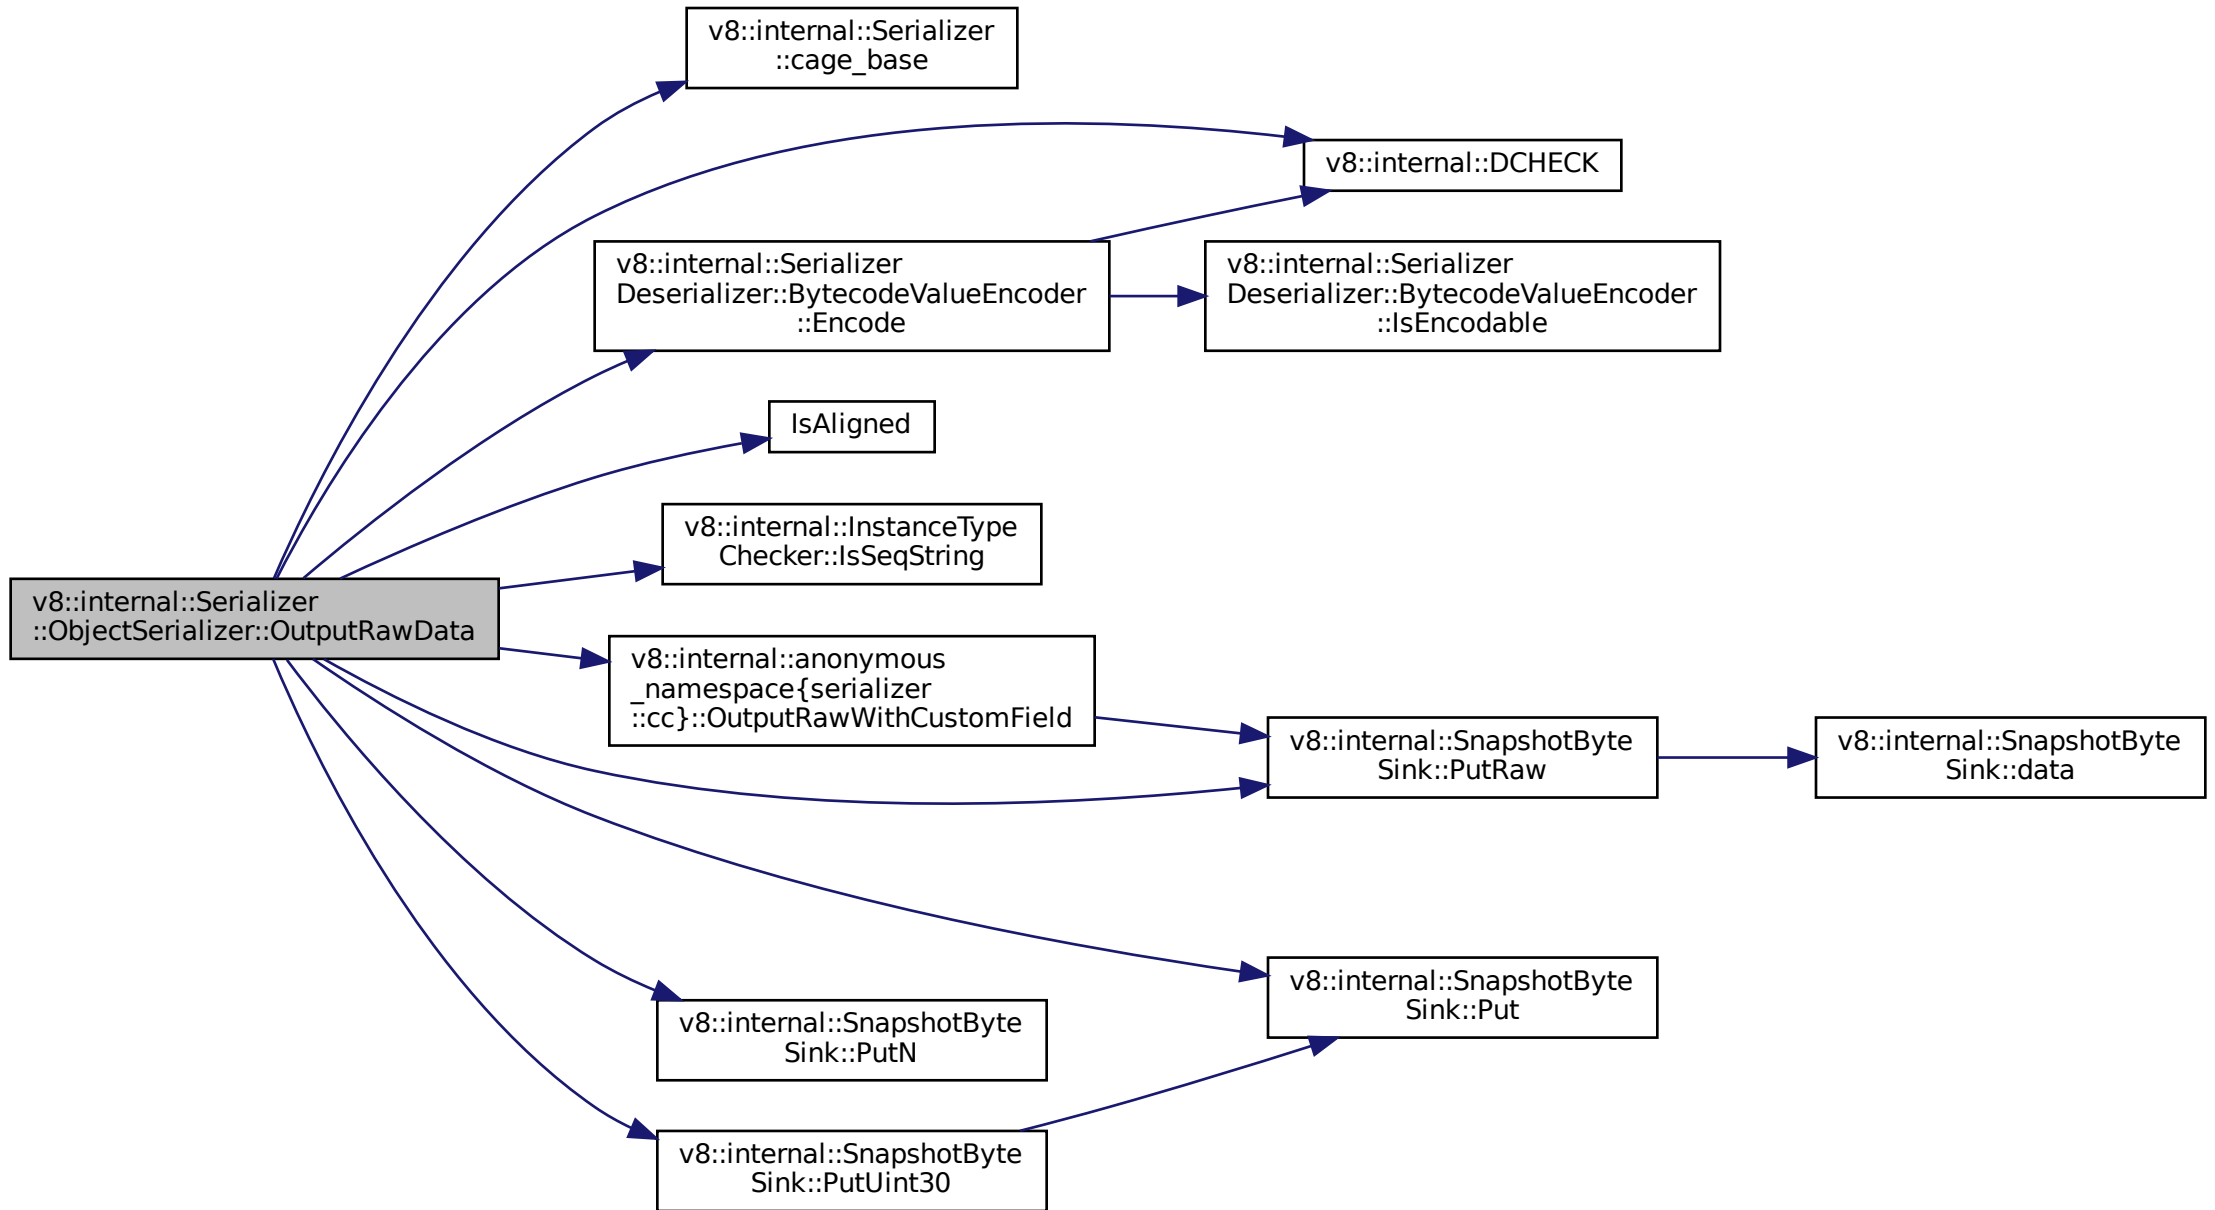 v8::internal::Serializer
::cage_base
v8::internal::DCHECK
v8::internal::Serializer
Deserializer::BytecodeValueEncoder
::Encode
v8::internal::Serializer
Deserializer::BytecodeValueEncoder
::IsEncodable
IsAligned
v8::internal::InstanceType
Checker::IsSeqString
v8::internal::Serializer
::ObjectSerializer::OutputRawData
v8::internal::anonymous
_namespace{serializer
::cc}::OutputRawWithCustomField
v8::internal::SnapshotByte
Sink::PutRaw
v8::internal::SnapshotByte
Sink::data
v8::internal::SnapshotByte
Sink::Put
v8::internal::SnapshotByte
Sink::PutN
v8::internal::SnapshotByte
Sink::PutUint30